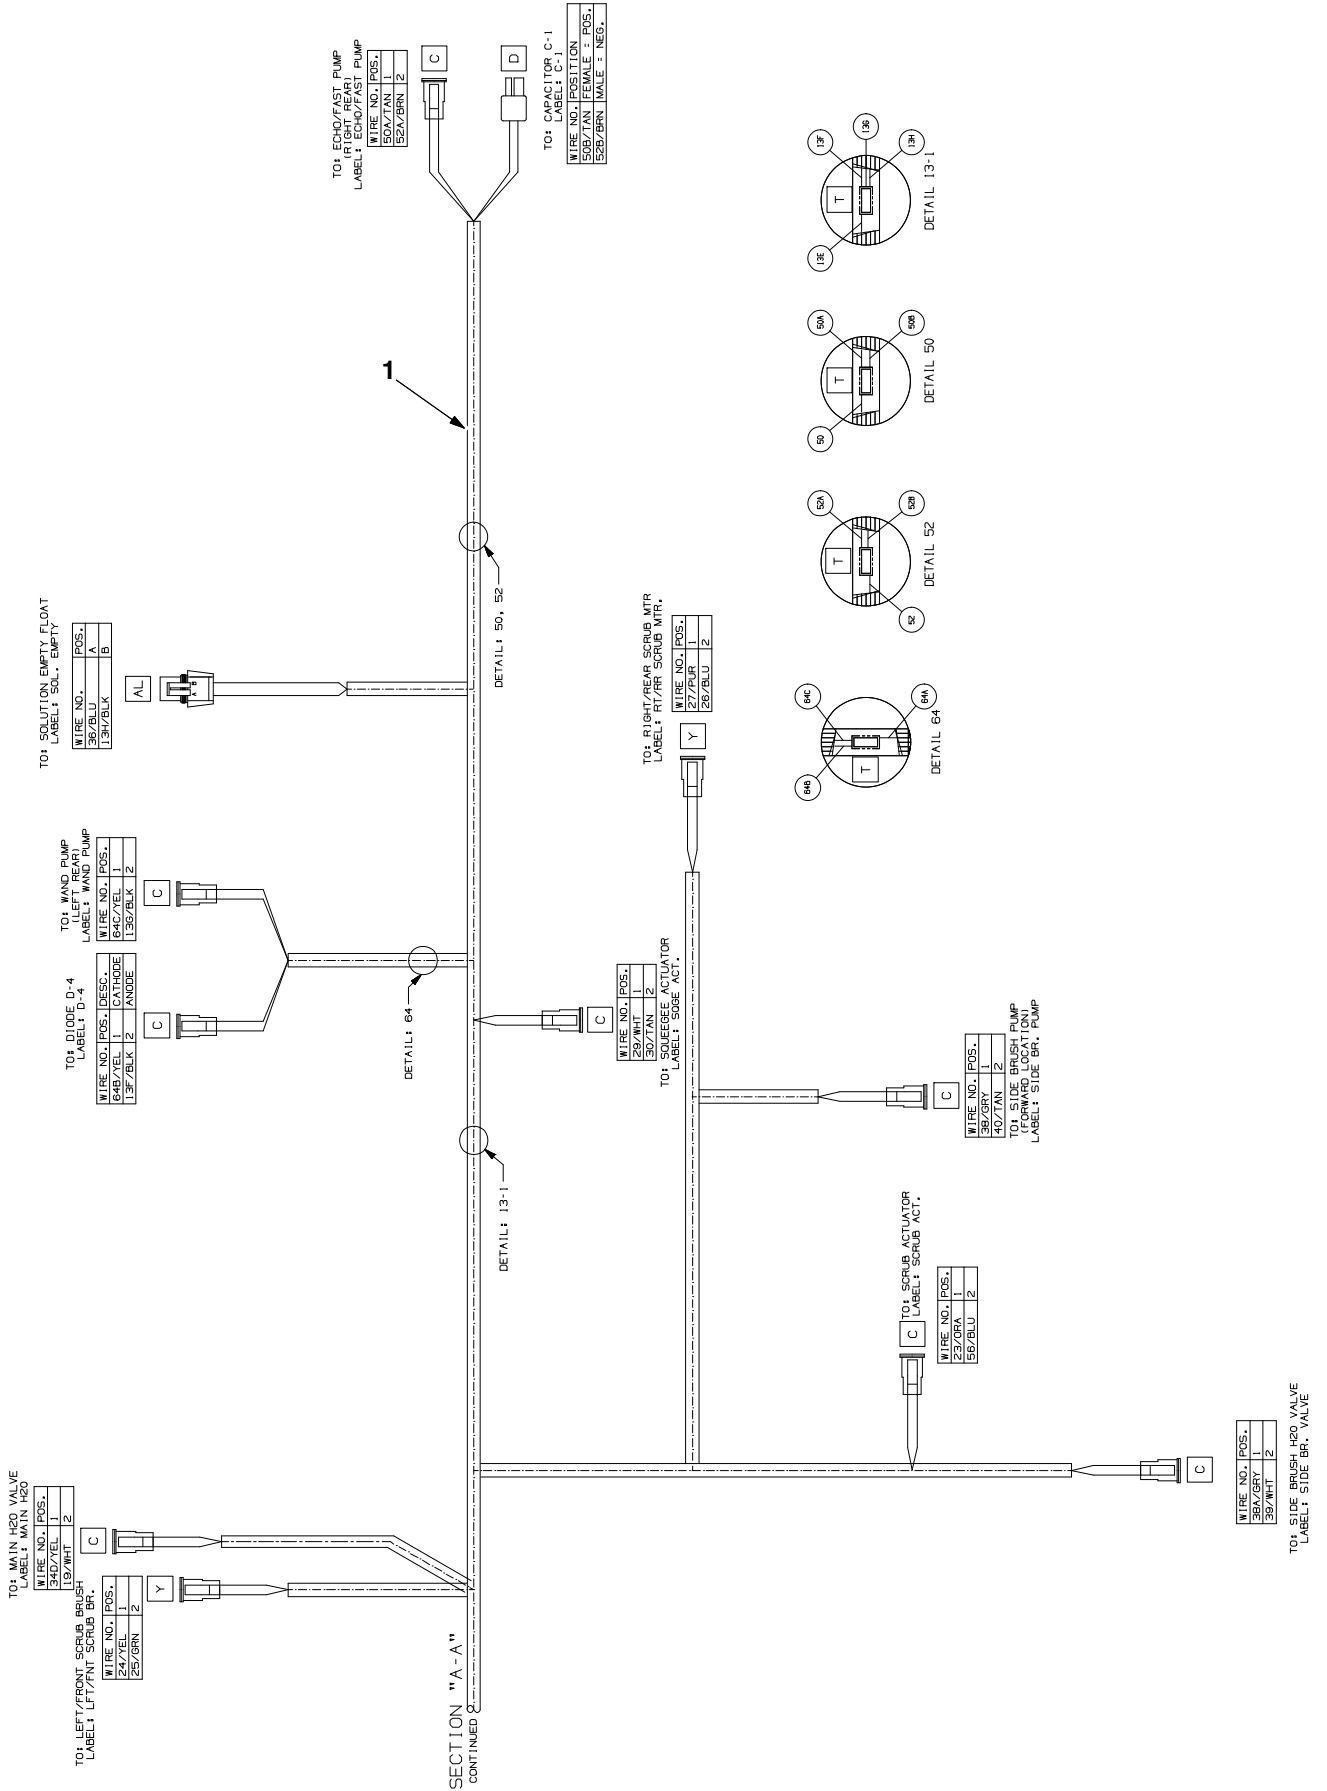 TO: MAIN H2O VALVE
LABEL: MAIN H2O
WIRE NO. POS.
34D/YEL 1
19/WHT 2
C
TO: LEFT/FRONT SCRUB BRUSH
LABEL: LFT/FNT SCRUB BR.
WIRE NO. POS.
24/YEL 1
25/GRN 2
Y
SECTION "A-A"
CONTINUED
TO: DIODE D-4
LABEL: D-4
WIRE NO. POS. DESC.
64B/YEL 1 CATHODE
13F/BLK 2 ANODE
C
TO: WAND PUMP
(LEFT REAR)
LABEL: WAND PUMP
WIRE NO. POS.
64C/YEL 1
13G/BLK 2
C
DETAIL: 64
TO: SOLUTION EMPTY FLOAT
LABEL: SOL. EMPTY
WIRE NO. POS.
36/BLU A
13H/BLK B
AL
A B
DETAIL: 50, 52
1
TO: ECHO/FAST PUMP
(RIGHT REAR)
LABEL: ECHO/FAST PUMP
WIRE NO. POS.
50A/TAN 1
52A/BRN 2
C
D
TO: CAPACITOR C-1
LABEL: C-1
WIRE NO. POSITION
50B/TAN FEMALE = POS.
52B/BRN MALE = NEG.
DETAIL: 13-1
C
WIRE NO. POS.
29/WHT 1
30/TAN 2
TO: SQUEEGEE ACTUATOR
LABEL: SQGE ACT.
TO: RIGHT/REAR SCRUB MTR
LABEL: RT/RR SCRUB MTR.
WIRE NO. POS.
27/PUR 1
26/BLU 2
Y
C
WIRE NO. POS.
38/GRY 1
40/TAN 2
TO: SIDE BRUSH PUMP
(FORWARD LOCATION)
LABEL: SIDE BR. PUMP
TO: SCRUB ACTUATOR
LABEL: SCRUB ACT.
C
WIRE NO. POS.
23/ORA 1
56/BLU 2
C
WIRE NO. POS.
38A/GRY 1
39/WHT 2
TO: SIDE BRUSH H2O VALVE
LABEL: SIDE BR. VALVE
64B
64C
64A
T
DETAIL 64
52A
52B
52
T
DETAIL 52
50A
50B
50
T
DETAIL 50
13E
13F
13G
13H
T
DETAIL 13-1